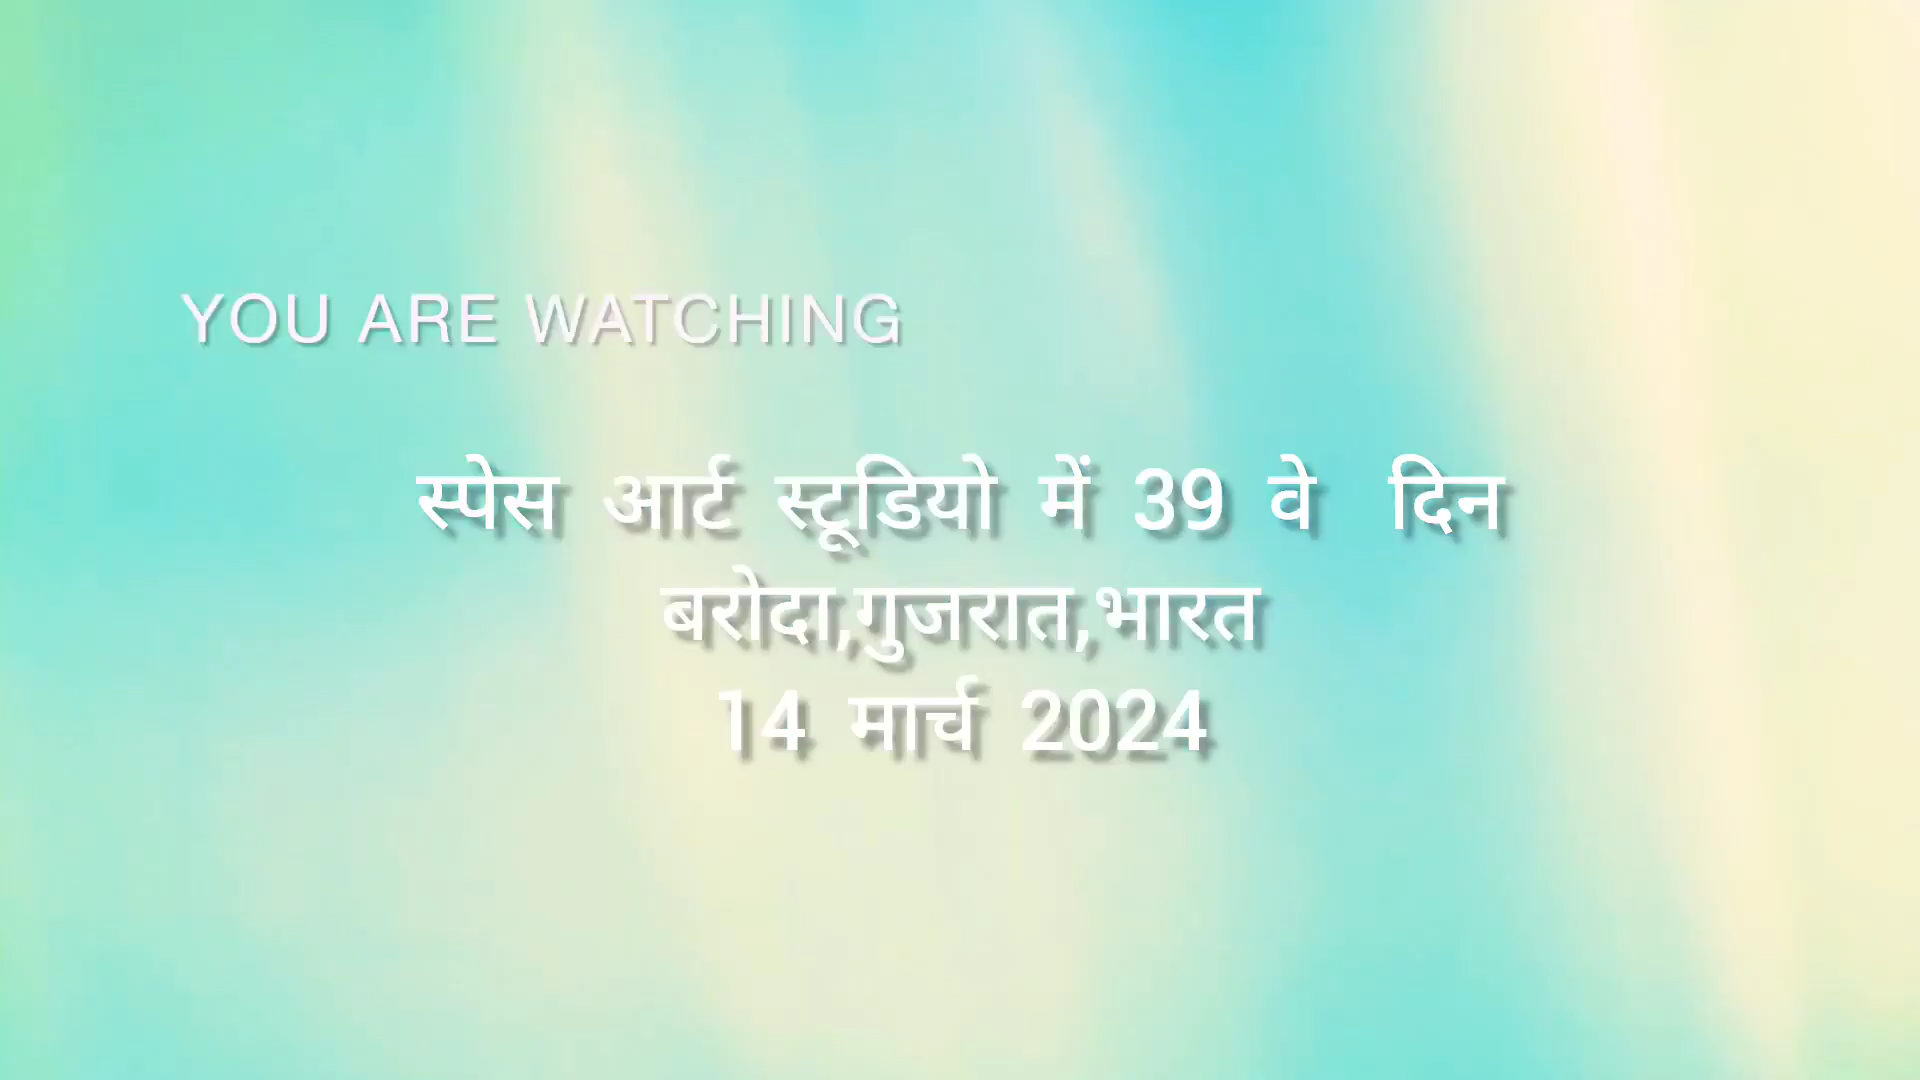 YOU ARE WATCHING
स्पेस आर्ट स्टूडियो में 39 वे दिन
बरोदा,गुजरात,भारत
14 मार्च 2024